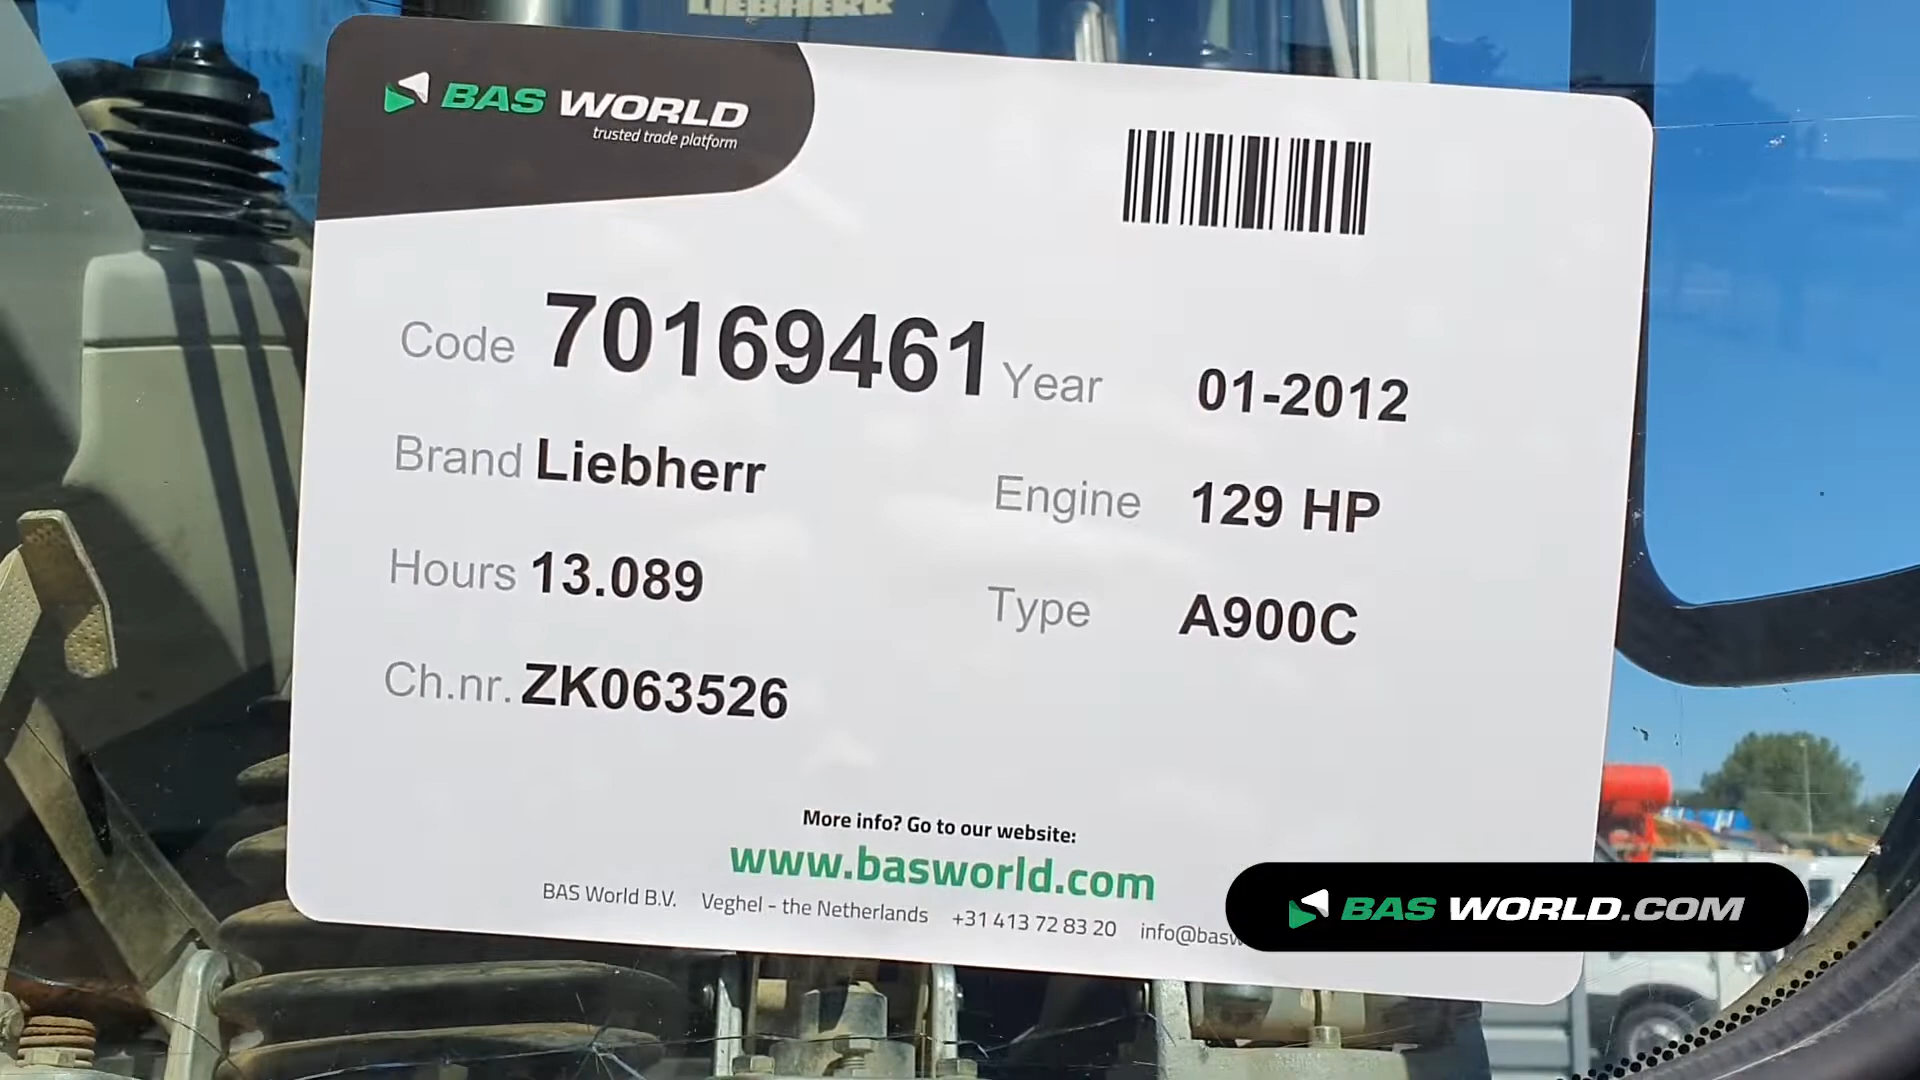 LIEBHERR
BAS WORLD
trusted trade platform
Code 70169461 Year 01-2012
Brand Liebherr Engine 129 HP
Hours 13.089 Type A900C
Ch.nr. ZK063526
More info? Go to our website:
www.basworld.com
BAS World B.V. Veghel - the Netherlands +31 413 72 83 20
BAS WORLD.COM